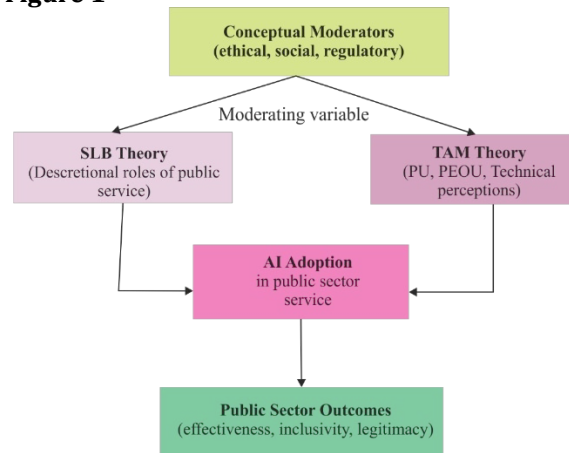 Figure 1
Conceptual Moderators
(ethical, social, regulatory)
Moderating variable
SLB Theory
(Descretional roles of public
service)
TAM Theory
(PU, PEOU, Technical
perceptions)
AI Adoption
in public sector
service
Public Sector Outcomes
(effectiveness, inclusivity, legitimacy)